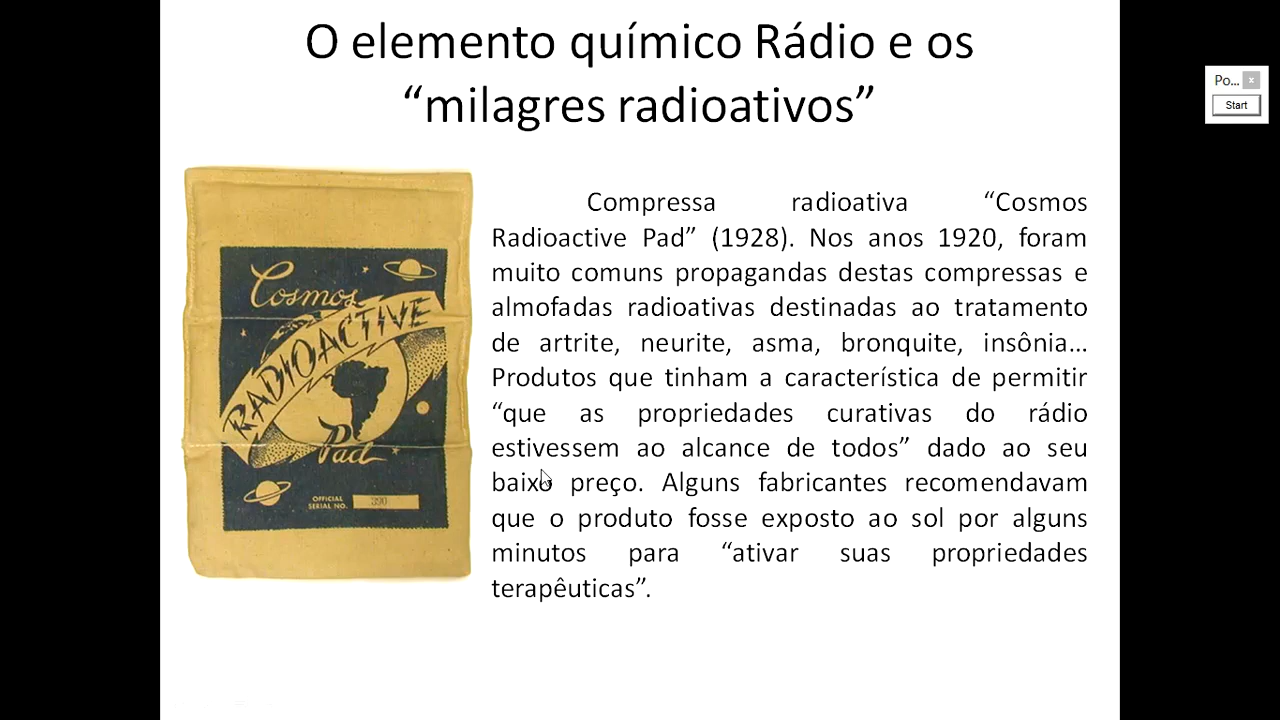 O elemento químico Rádio e os
“milagres radioativos”
Po...
x
Start
Compressa radioativa “Cosmos
Radioactive Pad” (1928). Nos anos 1920, foram
muito comuns propagandas destas compressas e
almofadas radioativas destinadas ao tratamento
de artrite, neurite, asma, bronquite, insônia...
Produtos que tinham a característica de permitir
“que as propriedades curativas do rádio
estivessem ao alcance de todos” dado ao seu
baixo preço. Alguns fabricantes recomendavam
que o produto fosse exposto ao sol por alguns
minutos para “ativar suas propriedades
terapêuticas”.
Cosmos
RADIOACTIVE
Pad
OFFICIAL
SERIAL NO.